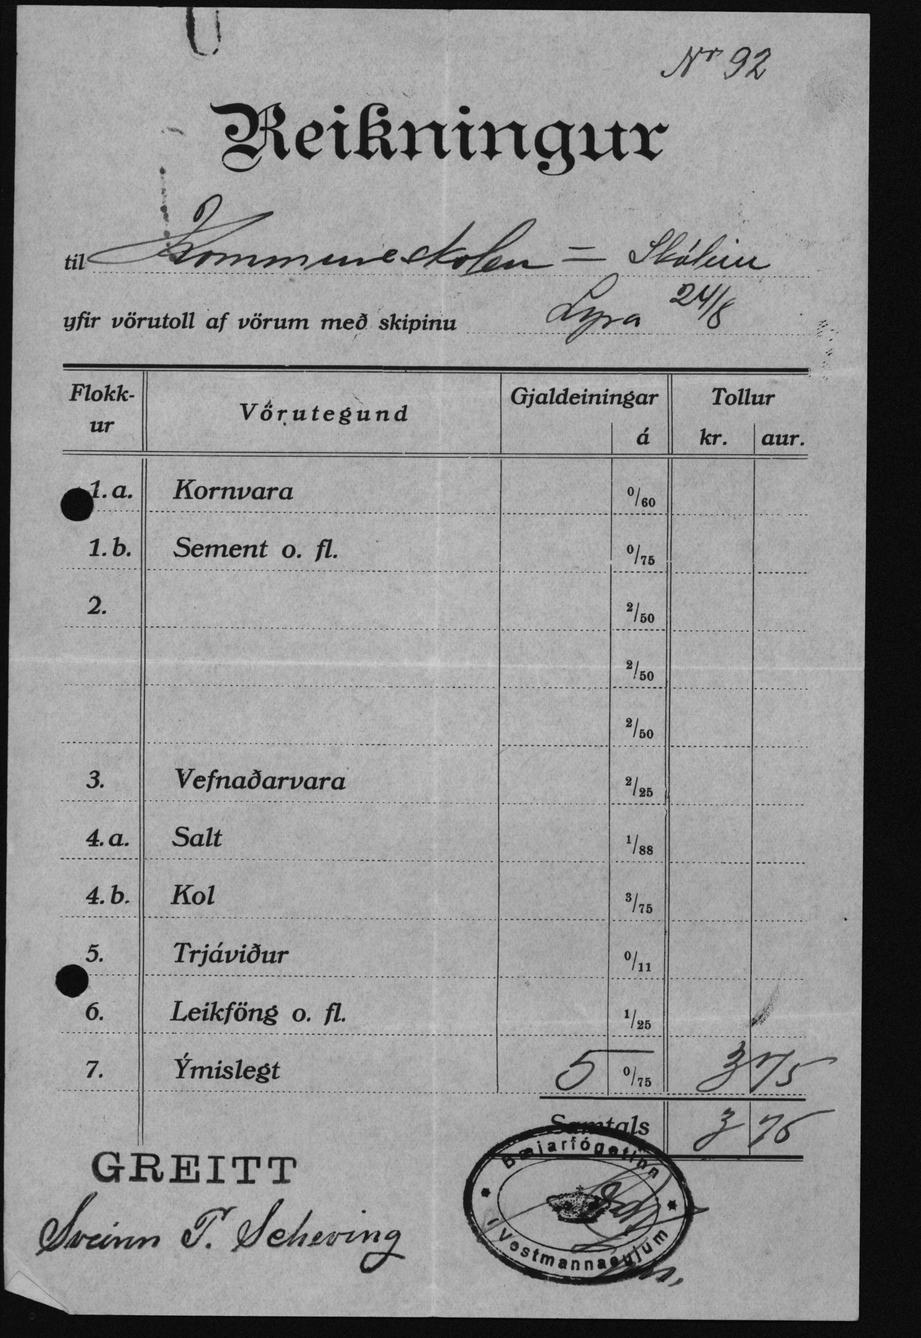 Nr 92
Reikningur
til Kommuneskolen = Skólinn
yfir vörutoll af vörum með skipinu Lyra 24/8
Flokkur Vörutegund Gjaldeiningar á Tollur kr. aur.
1.a. Kornvara 0/60
1.b. Sement o. fl. 0/75
2. 2/50
2/50
2/50
3. Vefnaðarvara 2/25
4.a. Salt 1/88
4.b. Kol 3/75
5. Trjáviður 0/11
6. Leikföng o. fl. 1/25
7. Ýmislegt 5 0/75 3 75
Samtals 3 75
GREITT
Sveinn P. Scheving
Bæjarfógetinn
í Vestmannaeyjum